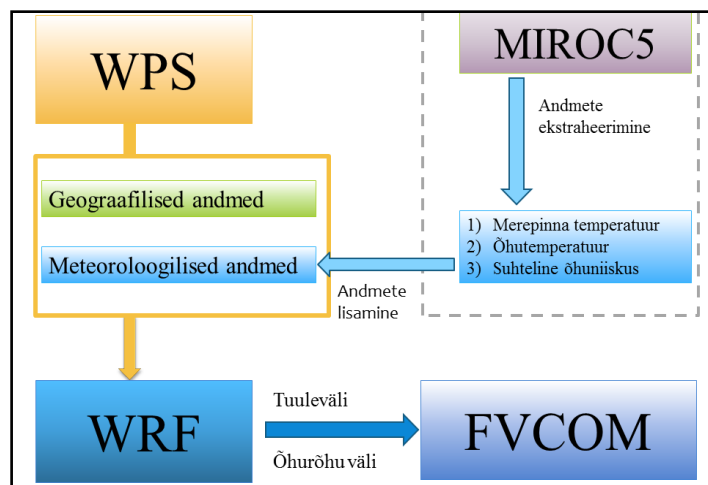 WPS
MIROC5
Andmete
ekstraheerimine
Geograafilised andmed
Meteoroloogilised andmed
1) Merepinna temperatuur
2) Õhutemperatuur
3) Suhteline õhuniiskus
Andmete
lisamine
WRF
Tuuleväli
Õhurõhu väli
FVCOM